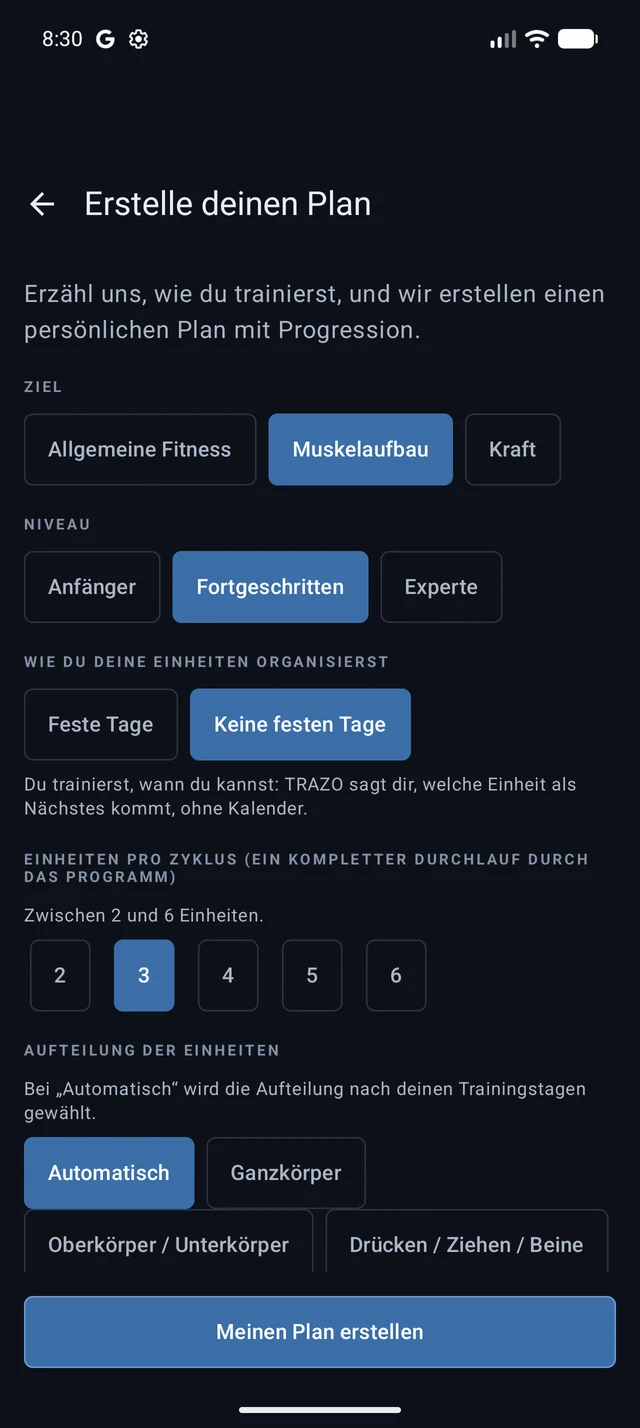 8:30 G
Erstelle deinen Plan
Erzähl uns, wie du trainierst, und wir erstellen einen
persönlichen Plan mit Progression.
ZIEL
Allgemeine Fitness Muskelaufbau Kraft
NIVEAU
Anfänger Fortgeschritten Experte
WIE DU DEINE EINHEITEN ORGANISIERST
Feste Tage Keine festen Tage
Du trainierst, wann du kannst: TRAZO sagt dir, welche Einheit als
Nächstes kommt, ohne Kalender.
EINHEITEN PRO ZYKLUS (EIN KOMPLETTER DURCHLAUF DURCH
DAS PROGRAMM)
Zwischen 2 und 6 Einheiten.
2 3 4 5 6
AUFTEILUNG DER EINHEITEN
Bei „Automatisch“ wird die Aufteilung nach deinen Trainingstagen
gewählt.
Automatisch Ganzkörper
Oberkörper / Unterkörper Drücken / Ziehen / Beine
Meinen Plan erstellen